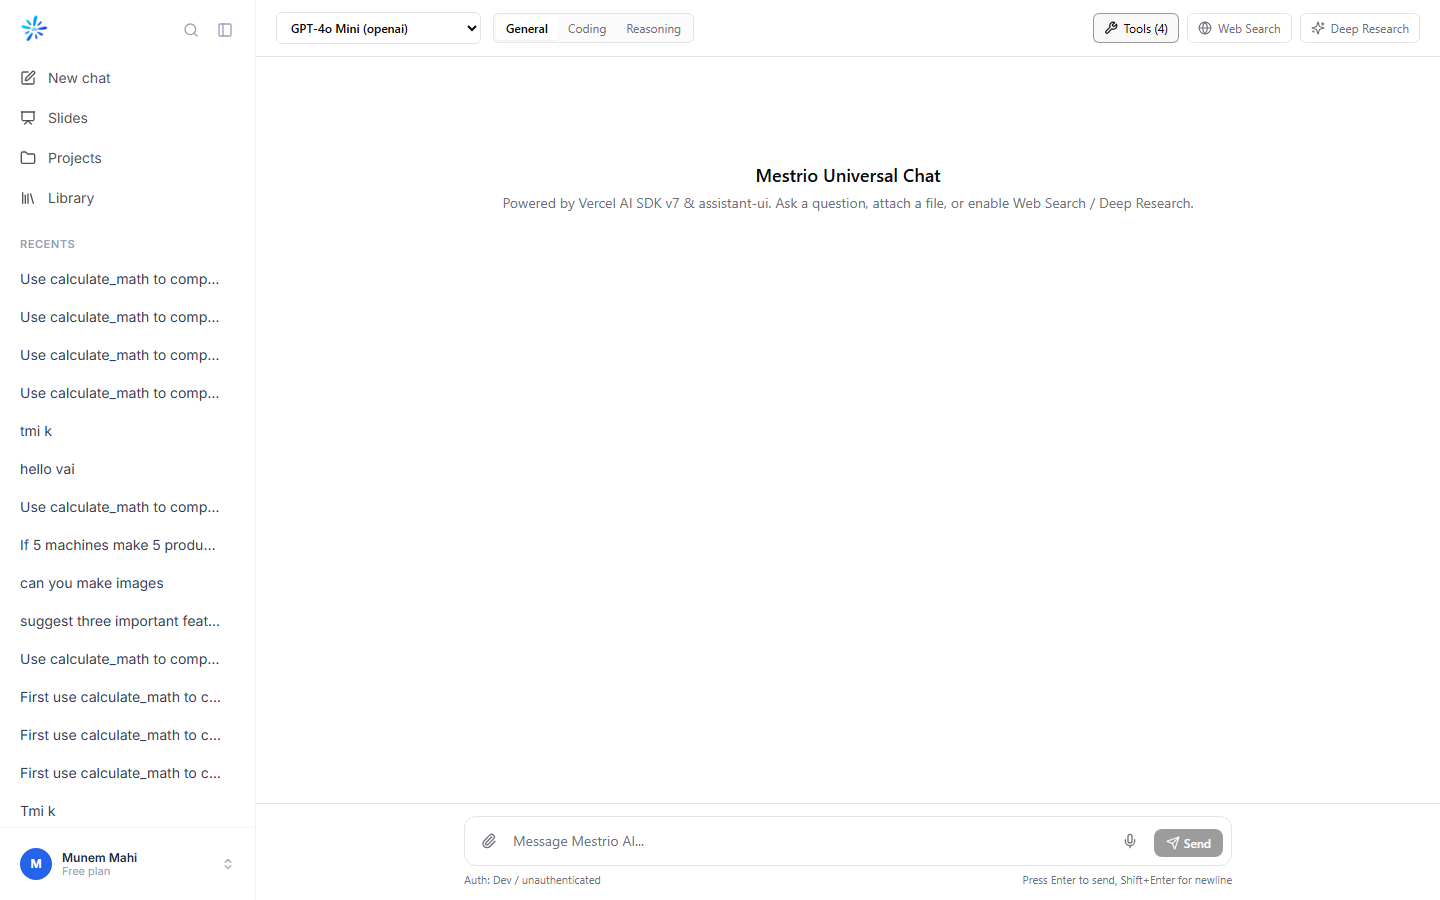 GPT-4o Mini (openai)
General
Coding
Reasoning
Tools (4)
Web Search
Deep Research
New chat
Slides
Projects
Library
RECENTS
Use calculate_math to comp...
Use calculate_math to comp...
Use calculate_math to comp...
Use calculate_math to comp...
tmi k
hello vai
Use calculate_math to comp...
If 5 machines make 5 produ...
can you make images
suggest three important feat...
Use calculate_math to comp...
First use calculate_math to c...
First use calculate_math to c...
First use calculate_math to c...
Tmi k
M
Munem Mahi
Free plan
Mestrio Universal Chat
Powered by Vercel AI SDK v7 & assistant-ui. Ask a question, attach a file, or enable Web Search / Deep Research.
Message Mestrio AI...
Send
Auth: Dev / unauthenticated
Press Enter to send, Shift+Enter for newline